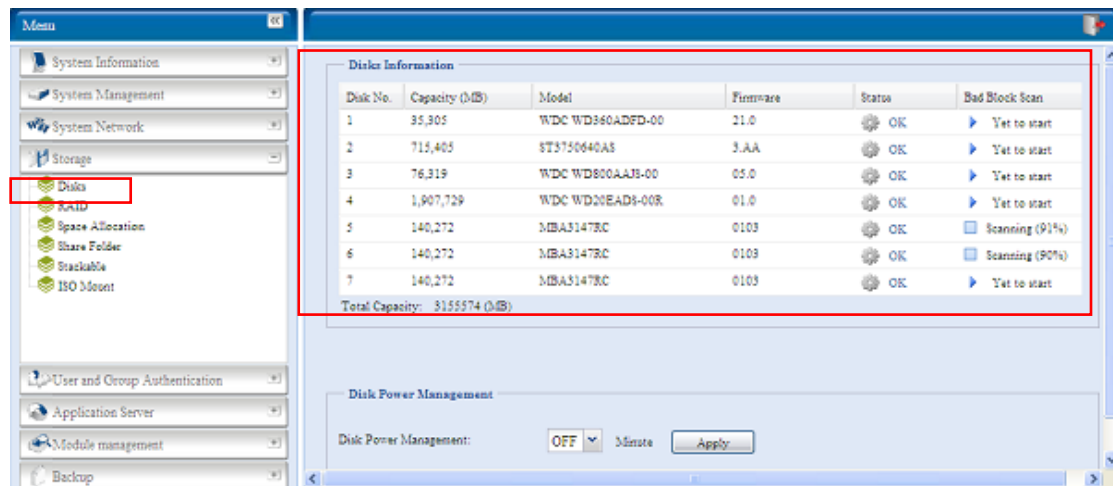 Menu
System Information
System Management
System Network
Storage
Disks
RAID
Space Allocation
Share Folder
Stackable
ISO Mount
User and Group Authentication
Application Server
Module management
Backup
Disks Information
Disk No. Capacity (MB) Model Firmware Status Bad Block Scan
1 35,305 WDC WD360ADFD-00 21.0 OK Yet to start
2 715,405 ST3750640AS 3.AA OK Yet to start
3 76,319 WDC WD800AAJS-00 05.0 OK Yet to start
4 1,907,729 WDC WD20EADS-00R 01.0 OK Yet to start
5 140,272 MBA3147RC 0103 OK Scanning (91%)
6 140,272 MBA3147RC 0103 OK Scanning (90%)
7 140,272 MBA3147RC 0103 OK Yet to start
Total Capacity: 3155574 (MB)
Disk Power Management
Disk Power Management: OFF Minute Apply